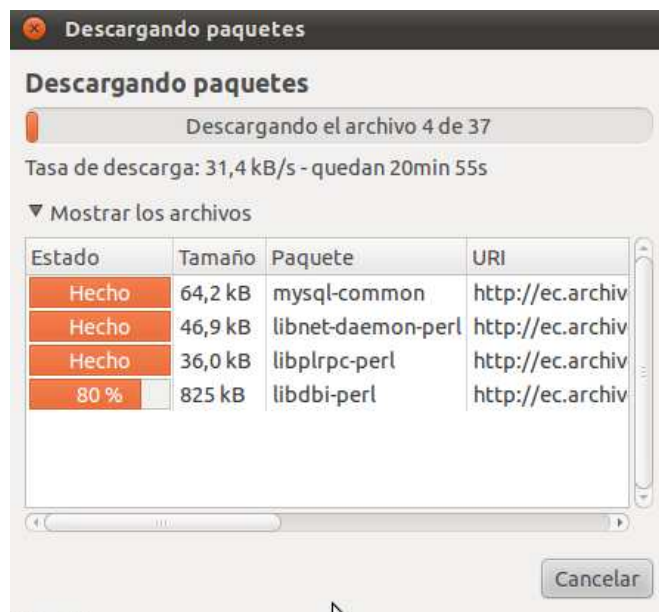 Descargando paquetes
Descargando paquetes
Descargando el archivo 4 de 37
Tasa de descarga: 31,4 kB/s - quedan 20min 55s
Mostrar los archivos
Estado Tamaño Paquete URI
Hecho 64,2 kB mysql-common http://ec.archiv
Hecho 46,9 kB libnet-daemon-perl http://ec.archiv
Hecho 36,0 kB libplrpc-perl http://ec.archiv
80 % 825 kB libdbi-perl http://ec.archiv
Cancelar